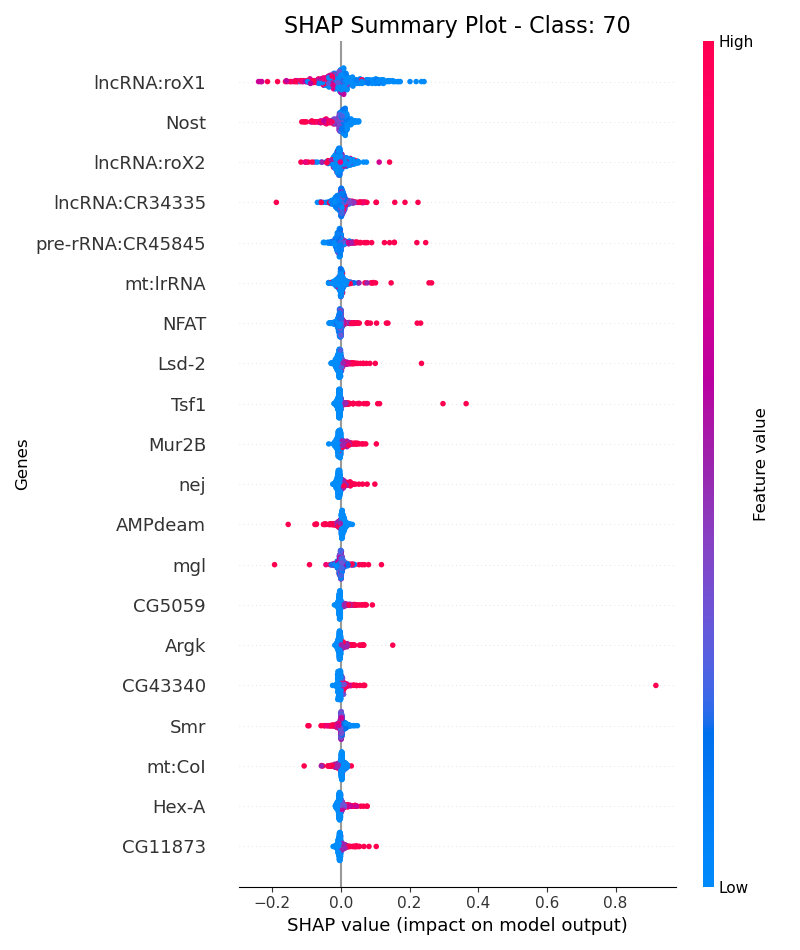 SHAP Summary Plot - Class: 70
High
lncRNA:roX1
Nost
lncRNA:roX2
lncRNA:CR34335
pre-rRNA:CR45845
mt:lrRNA
NFAT
Lsd-2
Tsf1
Mur2B
nej
AMPdeam
mgl
CG5059
Argk
CG43340
Smr
mt:CoI
Hex-A
CG11873
Genes
Feature value
Low
−0.2 0.0 0.2 0.4 0.6 0.8
SHAP value (impact on model output)